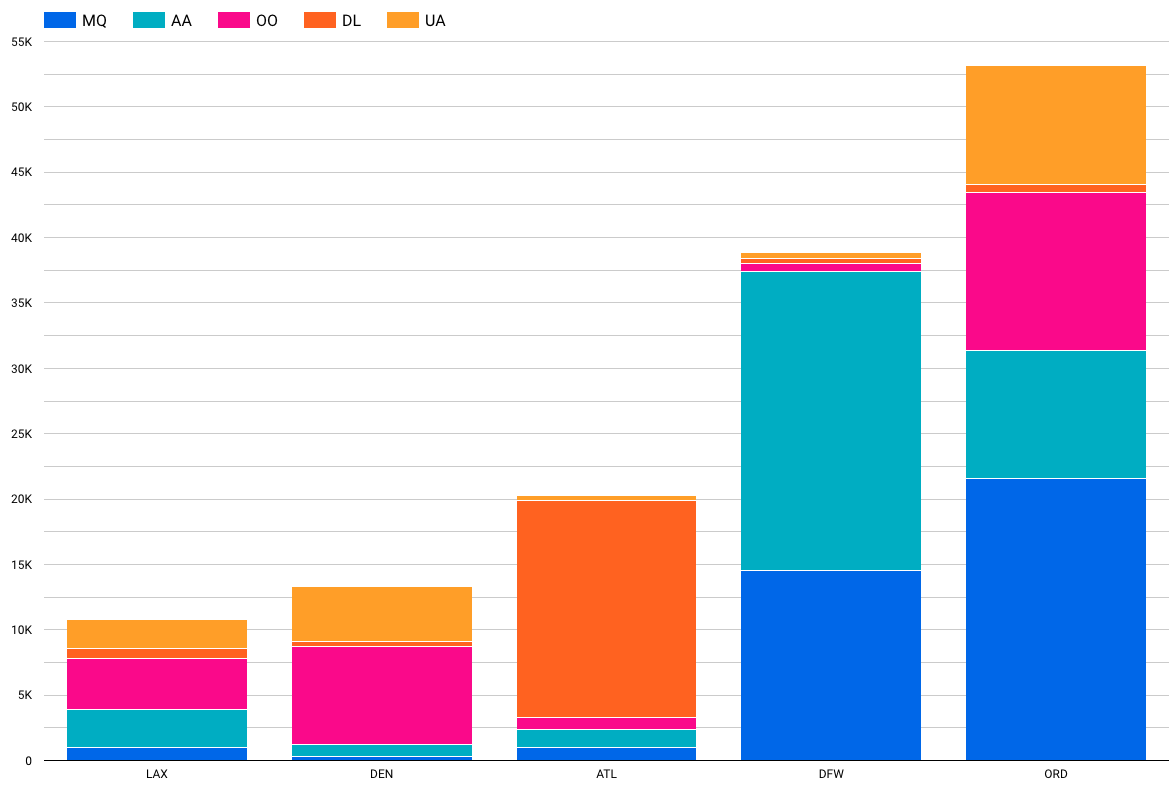 MQ AA OO DL UA
55K
50K
45K
40K
35K
30K
25K
20K
15K
10K
5K
0
LAX DEN ATL DFW ORD